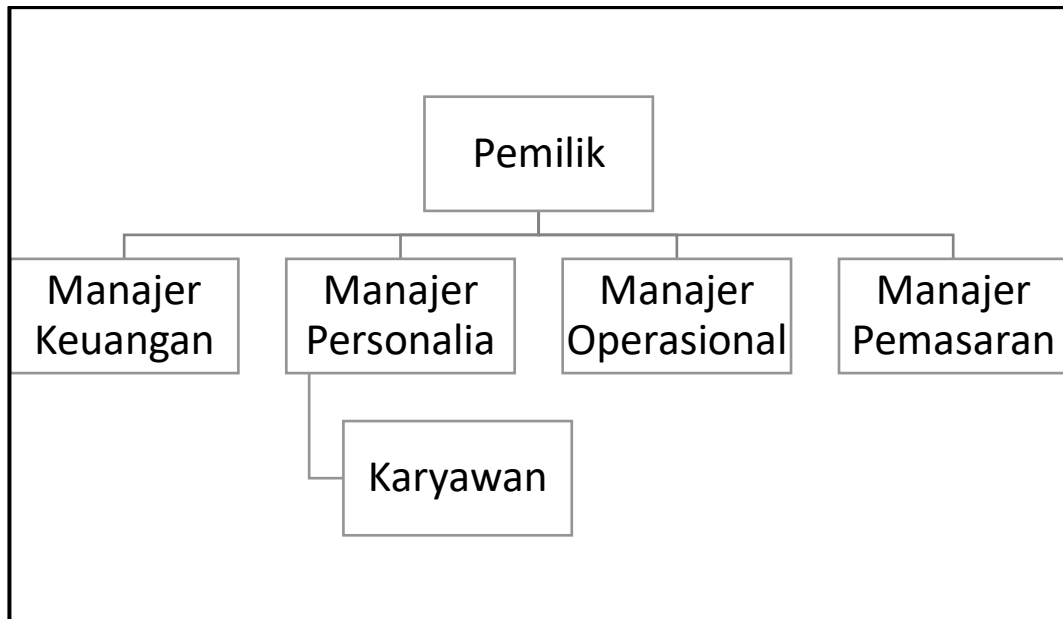 Pemilik
Manajer
Keuangan
Manajer
Personalia
Manajer
Operasional
Manajer
Pemasaran
Karyawan